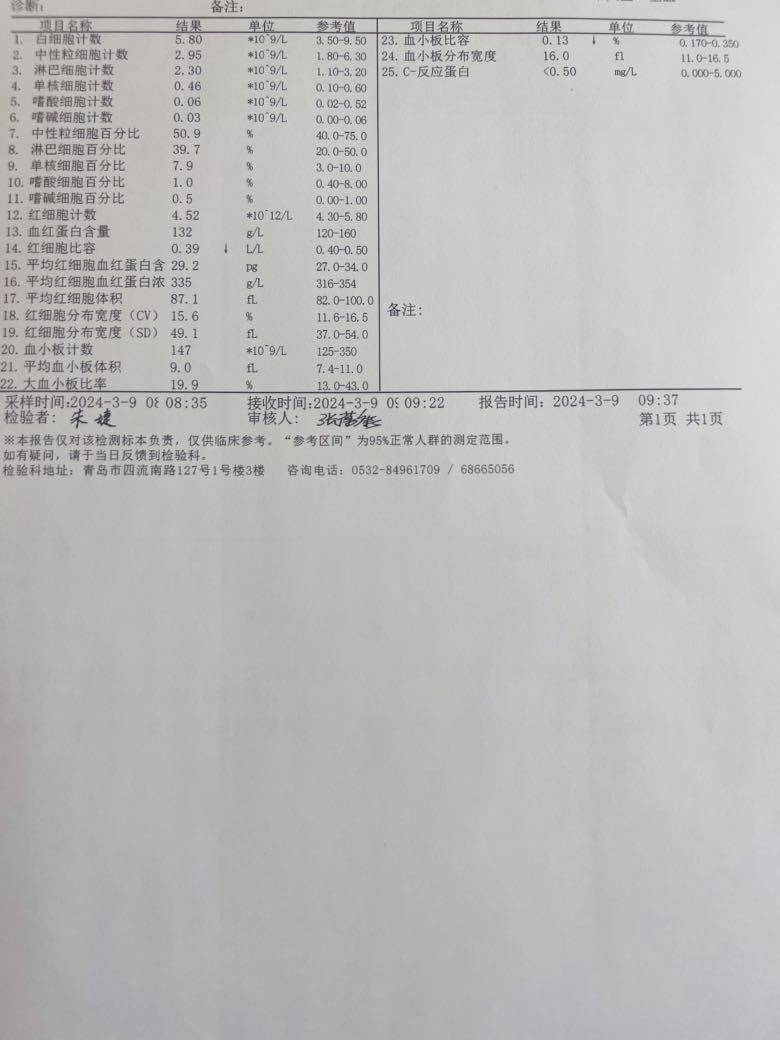 诊断: 备注:
项目名称 结果 单位 参考值 项目名称 结果 单位 参考值
1. 白细胞计数 5.80 *10^9/L 3.50-9.50 23. 血小板比容 0.13 ↓ % 0.170-0.350
2. 中性粒细胞计数 2.95 *10^9/L 1.80-6.30 24. 血小板分布宽度 16.0 fl 11.0-16.5
3. 淋巴细胞计数 2.30 *10^9/L 1.10-3.20 25. C-反应蛋白 <0.50 mg/L 0.000-5.000
4. 单核细胞计数 0.46 *10^9/L 0.10-0.60
5. 嗜酸细胞计数 0.06 *10^9/L 0.02-0.52
6. 嗜碱细胞计数 0.03 *10^9/L 0.00-0.06
7. 中性粒细胞百分比 50.9 % 40.0-75.0
8. 淋巴细胞百分比 39.7 % 20.0-50.0
9. 单核细胞百分比 7.9 % 3.0-10.0
10. 嗜酸细胞百分比 1.0 % 0.40-8.00
11. 嗜碱细胞百分比 0.5 % 0.00-1.00
12. 红细胞计数 4.52 *10^12/L 4.30-5.80
13. 血红蛋白含量 132 g/L 120-160
14. 红细胞比容 0.39 ↓ L/L 0.40-0.50
15. 平均红细胞血红蛋白含 29.2 pg 27.0-34.0
16. 平均红细胞血红蛋白浓 335 g/L 316-354
17. 平均红细胞体积 87.1 fL 82.0-100.0
18. 红细胞分布宽度(CV) 15.6 % 11.6-16.5 备注:
19. 红细胞分布宽度(SD) 49.1 fL 37.0-54.0
20. 血小板计数 147 *10^9/L 125-350
21. 平均血小板体积 9.0 fL 7.4-11.0
22. 大血小板比率 19.9 % 13.0-43.0
采样时间:2024-3-9 08:35 接收时间:2024-3-9 09:22 报告时间: 2024-3-9 09:37
检验者: 审核人: 第1页 共1页
※本报告仅对该检测标本负责，仅供临床参考。“参考区间”为95%正常人群的测定范围。
如有疑问，请于当日反馈到检验科。
检验科地址: 青岛市四流南路127号1号楼3楼 咨询电话: 0532-84961709 / 68665056